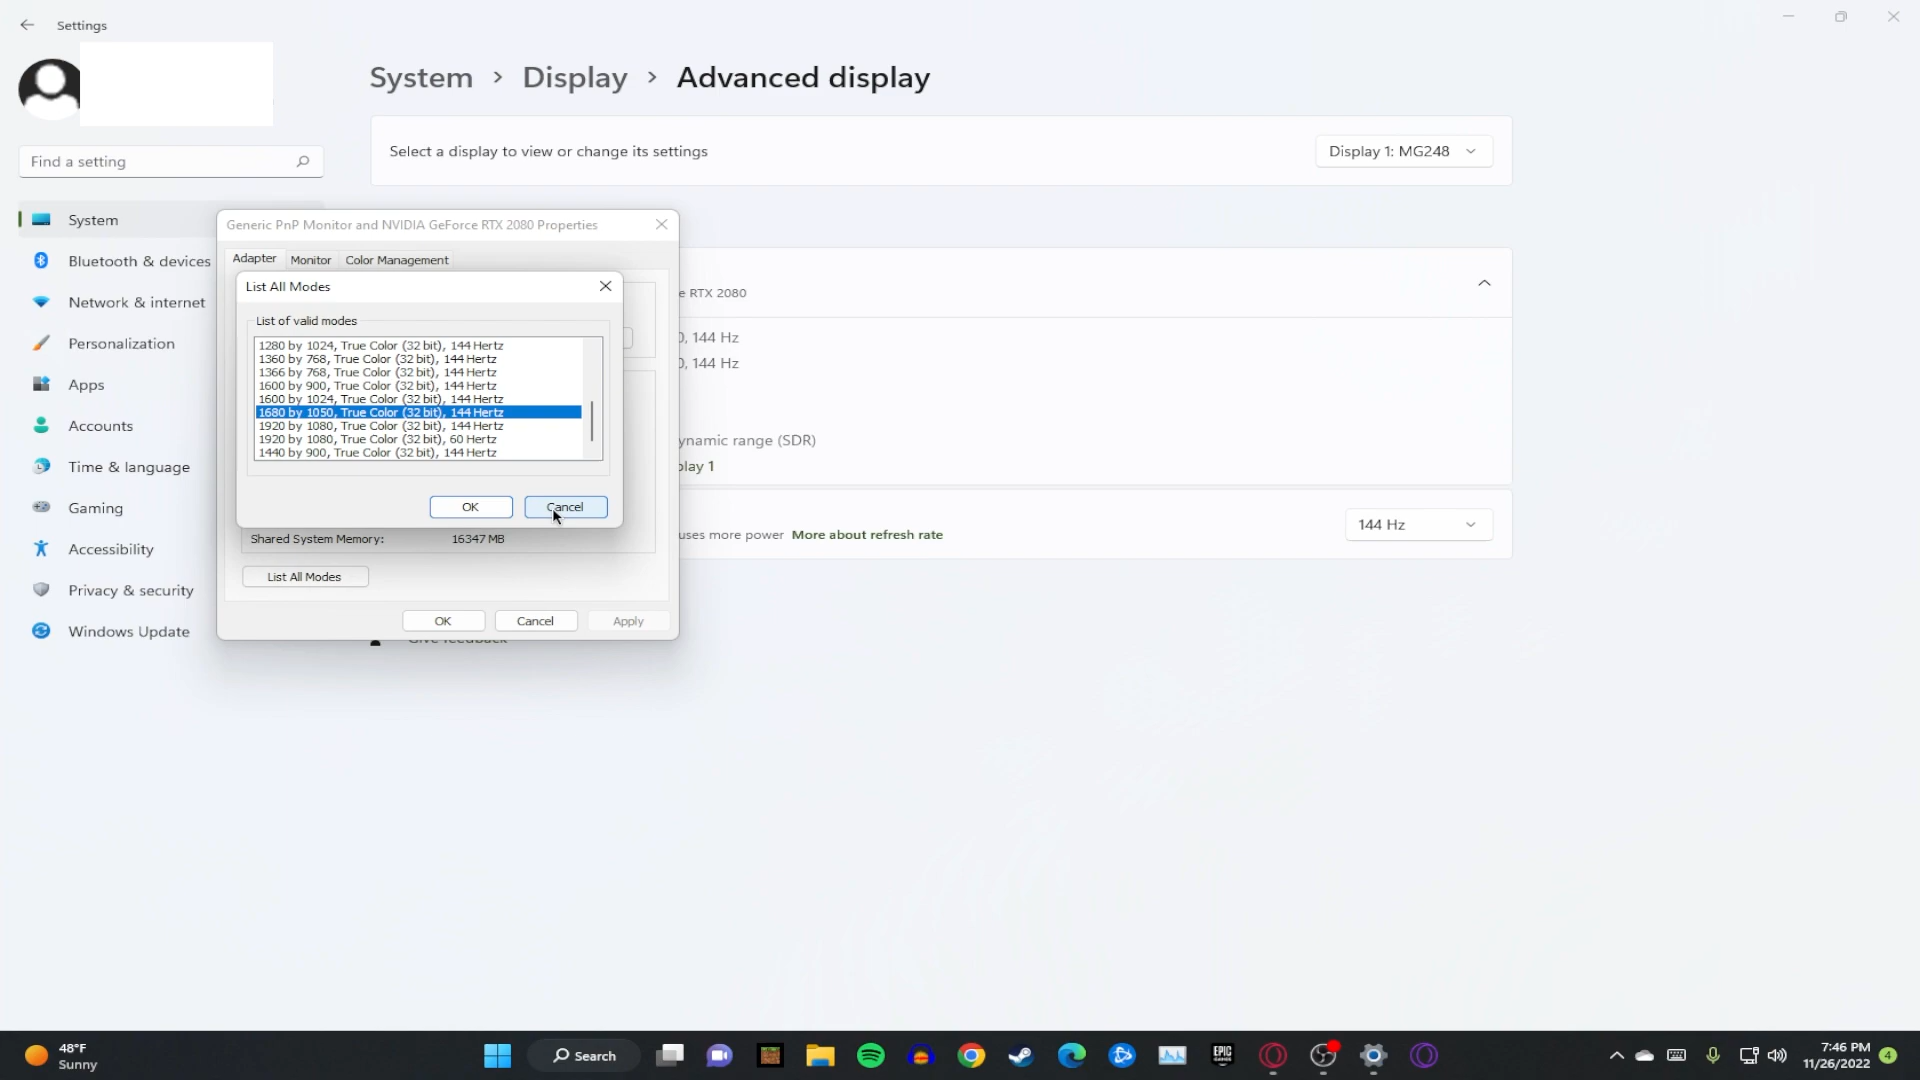 Settings
System > Display > Advanced display
Find a setting
Select a display to view or change its settings
Display 1: MG248
System
Bluetooth & devices
Network & internet
Personalization
Apps
Accounts
Time & language
Gaming
Accessibility
Privacy & security
Windows Update
Generic PnP Monitor and NVIDIA GeForce RTX 2080 Properties
Adapter
Monitor
Color Management
List All Modes
List of valid modes
1280 by 1024, True Color (32 bit), 144 Hertz
1360 by 768, True Color (32 bit), 144 Hertz
1366 by 768, True Color (32 bit), 144 Hertz
1600 by 900, True Color (32 bit), 144 Hertz
1600 by 1024, True Color (32 bit), 144 Hertz
1680 by 1050, True Color (32 bit), 144 Hertz
1920 by 1080, True Color (32 bit), 144 Hertz
1920 by 1080, True Color (32 bit), 60 Hertz
1440 by 900, True Color (32 bit), 144 Hertz
OK
Cancel
Shared System Memory: 16347 MB
List All Modes
OK
Cancel
Apply
e RTX 2080
0, 144 Hz
0, 144 Hz
ynamic range (SDR)
play 1
uses more power More about refresh rate
144 Hz
Give feedback
48°F
Sunny
Search
EPIC
GAMES
7:46 PM
11/26/2022
4